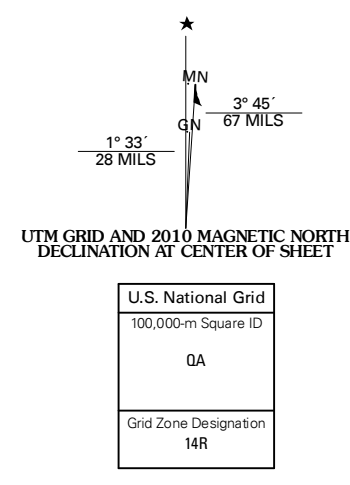 MN
GN
3° 45´
67 MILS
1° 33´
28 MILS
UTM GRID AND 2010 MAGNETIC NORTH
DECLINATION AT CENTER OF SHEET
U.S. National Grid
100,000-m Square ID
QA
Grid Zone Designation
14R